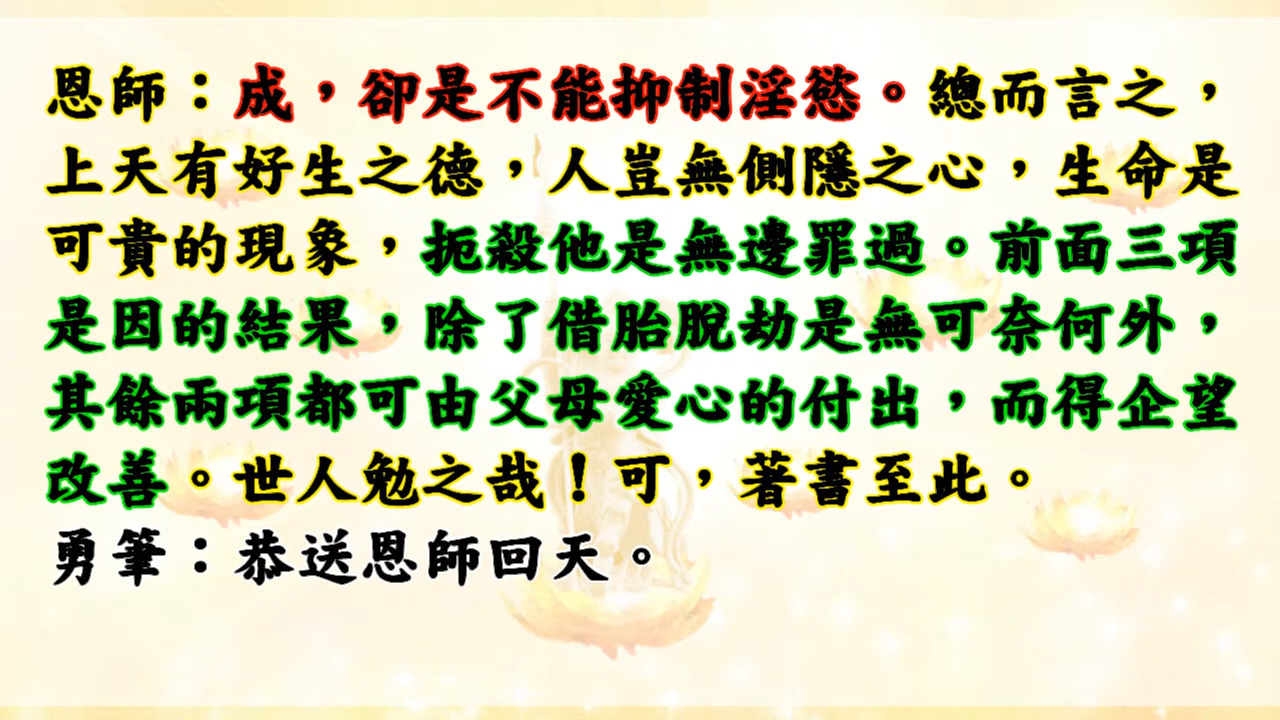 恩師：成，卻是不能抑制淫慾。總而言之，
上天有好生之德，人豈無側隱之心，生命是
可貴的現象，扼殺他是無邊罪過。前面三項
是因的結果，除了借胎脫劫是無可奈何外，
其餘兩項都可由父母愛心的付出，而得企望
改善。世人勉之哉！可，著書至此。
勇筆：恭送恩師回天。